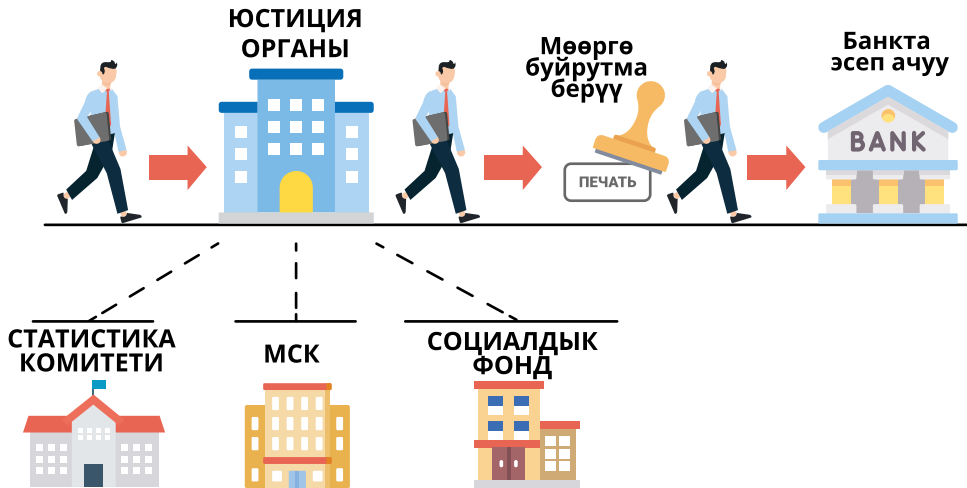 ЮСТИЦИЯ
ОРГАНЫ
Мөөргө
буйрутма
берүү
Банкта
эсеп ачуу
BANK
ПЕЧАТЬ
СТАТИСТИКА
КОМИТЕТИ
МСК
СОЦИАЛДЫК
ФОНД